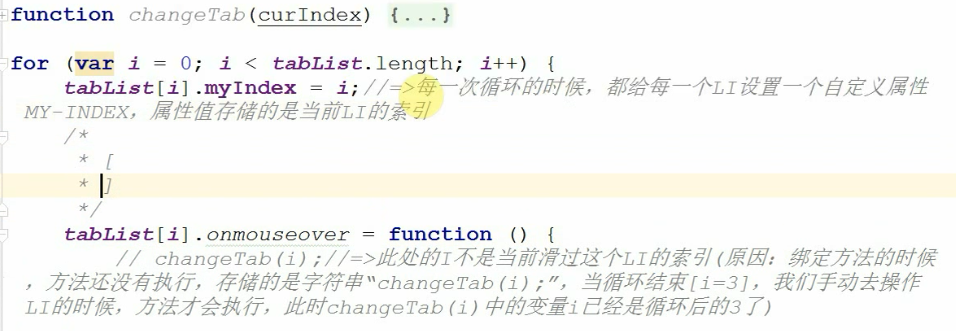 function changeTab(curIndex) {...}
for (var i = 0; i < tabList.length; i++) {
tabList[i].myIndex = i;//=>每一次循环的时候，都给每一个LI设置一个自定义属性
MY-INDEX，属性值存储的是当前LI的索引
/*
* [
* ]
*/
tabList[i].onmouseover = function () {
// changeTab(i);//=>此处的I不是当前滑过这个LI的索引(原因：绑定方法的时候
，方法还没有执行，存储的是字符串“changeTab(i);”，当循环结束[i=3]，我们手动去操作
LI的时候，方法才会执行，此时changeTab(i)中的变量i已经是循环后的3了)